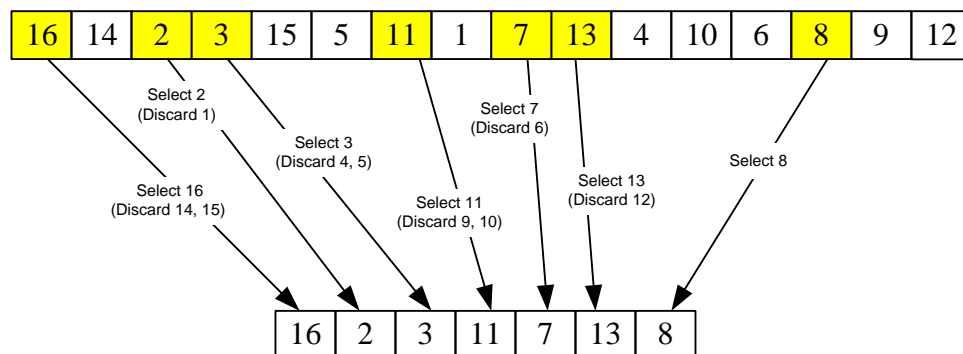 16 14 2 3 15 5 11 1 7 13 4 10 6 8 9 12
Select 2
(Discard 1)
Select 7
(Discard 6)
Select 3
(Discard 4, 5)
Select 8
Select 16
(Discard 14, 15)
Select 11
(Discard 9, 10)
Select 13
(Discard 12)
16 2 3 11 7 13 8